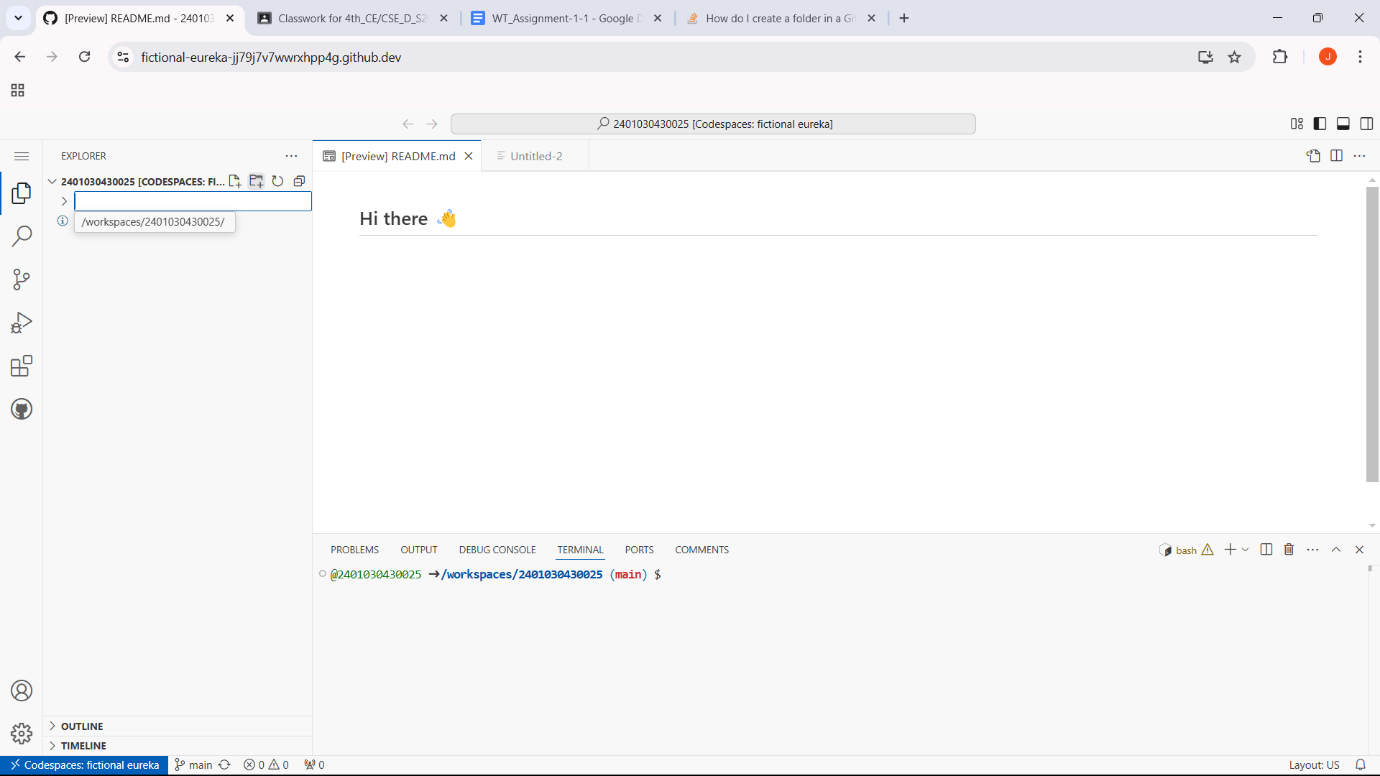 [Preview] README.md - 24010
Classwork for 4th_CE/CSE_D_S2
WT_Assignment-1-1 - Google D
How do I create a folder in a Gi
fictional-eureka-jj79j7v7wwrxhpp4g.github.dev
J
2401030430025 [Codespaces: fictional eureka]
EXPLORER
[Preview] README.md
Untitled-2
2401030430025 [CODESPACES: FI...
/workspaces/2401030430025/
Hi there 👋
PROBLEMS OUTPUT DEBUG CONSOLE TERMINAL PORTS COMMENTS
bash
@2401030430025 ➜/workspaces/2401030430025 (main) $
OUTLINE
TIMELINE
Codespaces: fictional eureka main 0 0 0 Layout: US